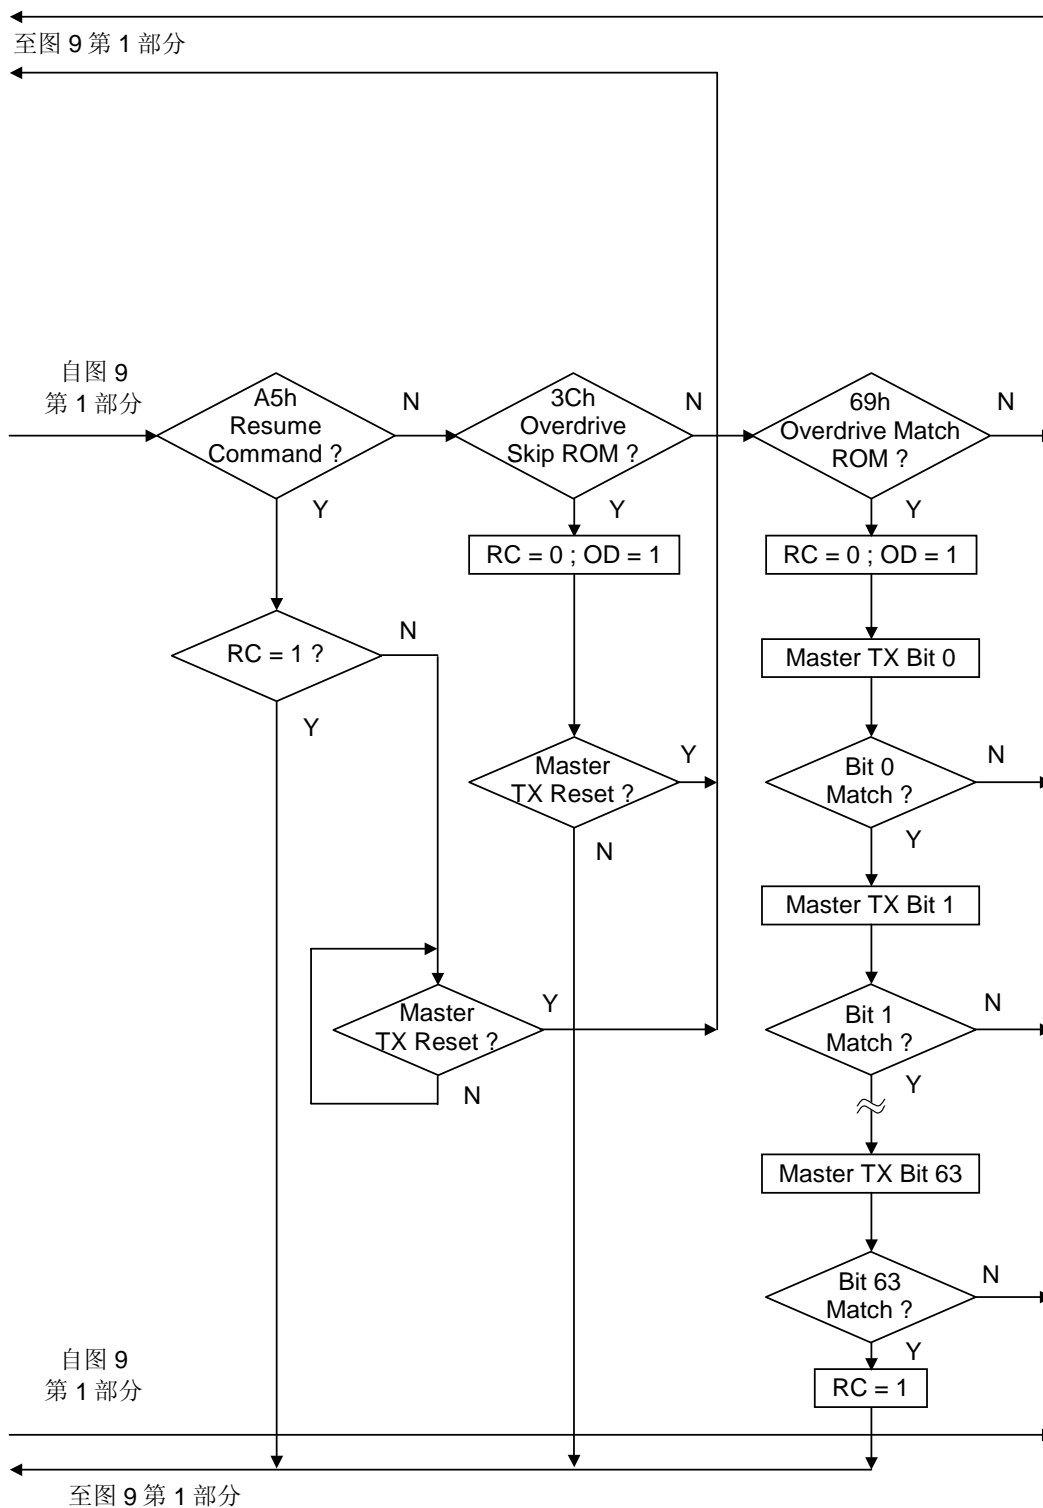 至图 9 第 1 部分
自图 9
第 1 部分
A5h
Resume
Command ?
N
Y
3Ch
Overdrive
Skip ROM ?
N
Y
69h
Overdrive Match
ROM ?
N
Y
RC = 0 ; OD = 1
RC = 0 ; OD = 1
RC = 1 ?
N
Y
Master TX Bit 0
Master
TX Reset ?
Y
N
Bit 0
Match ?
N
Y
Master TX Bit 1
Master
TX Reset ?
Y
N
Bit 1
Match ?
N
Y
Master TX Bit 63
Bit 63
Match ?
N
Y
自图 9
第 1 部分
RC = 1
至图 9 第 1 部分